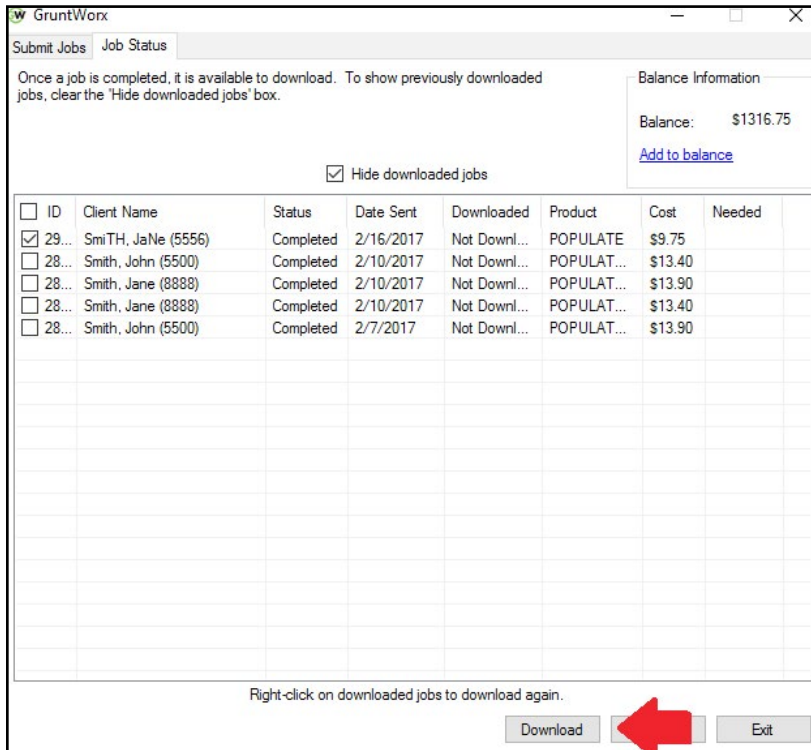 GruntWorx
Submit Jobs Job Status
Once a job is completed, it is available to download. To show previously downloaded
jobs, clear the 'Hide downloaded jobs' box.
Balance Information
Balance: $1316.75
Add to balance
Hide downloaded jobs
ID Client Name Status Date Sent Downloaded Product Cost Needed
29... SmiTH, JaNe (5556) Completed 2/16/2017 Not Downl... POPULATE $9.75
28... Smith, John (5500) Completed 2/10/2017 Not Downl... POPULAT... $13.40
28... Smith, Jane (8888) Completed 2/10/2017 Not Downl... POPULAT... $13.90
28... Smith, Jane (8888) Completed 2/10/2017 Not Downl... POPULAT... $13.40
28... Smith, John (5500) Completed 2/7/2017 Not Downl... POPULAT... $13.90
Right-click on downloaded jobs to download again.
Download Exit